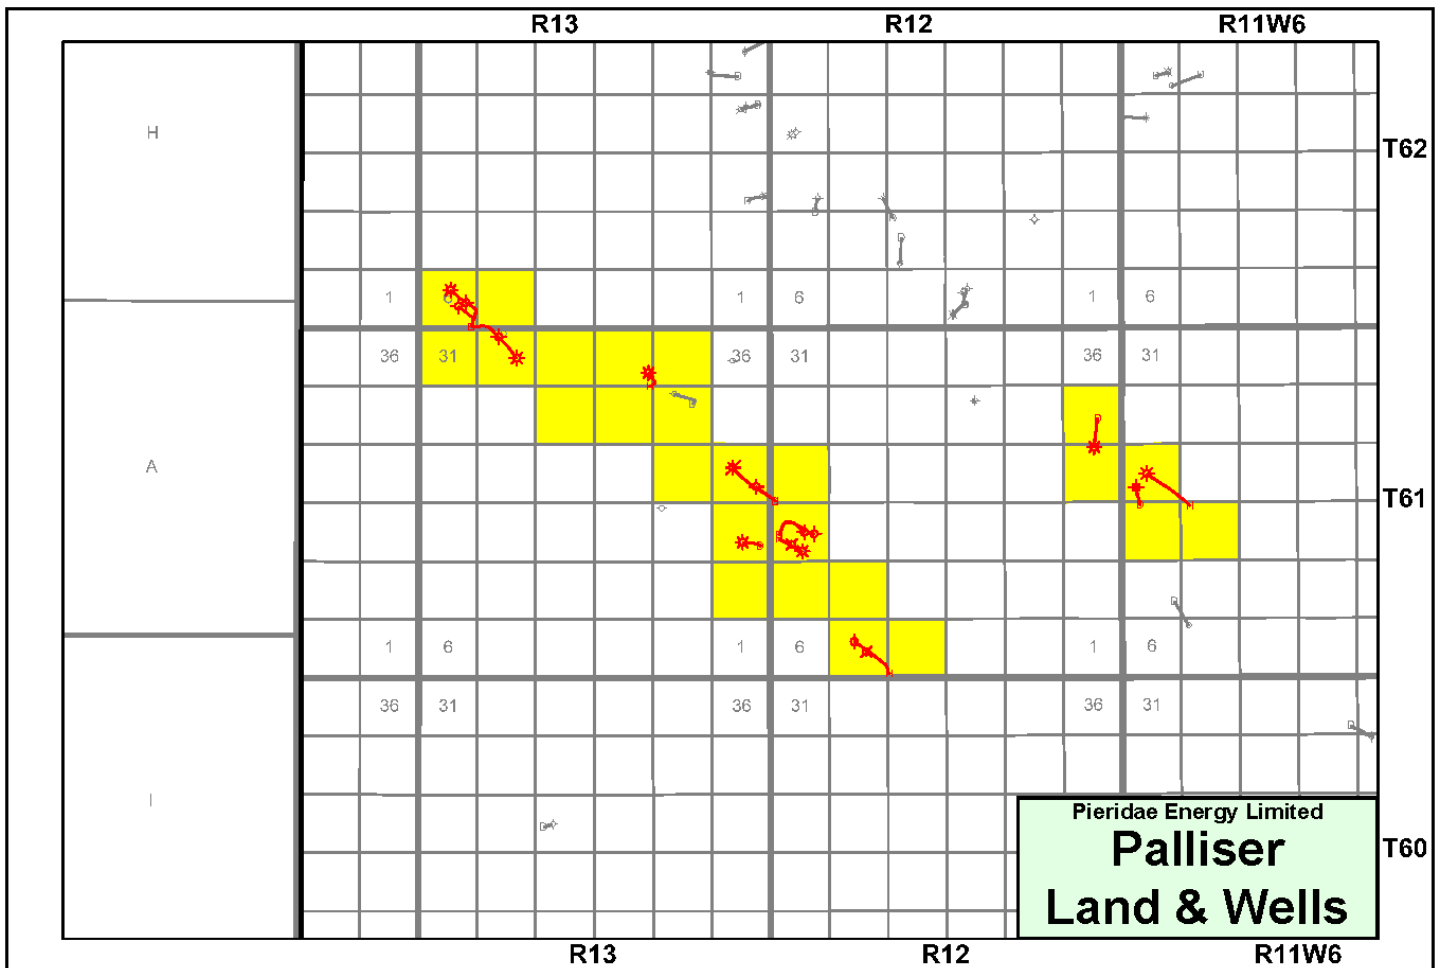 R13 R12 R11W6
H
T62
1 6 1 6 1 6
36 31 36 31 36 31
A
T61
1 6 1 6 1 6
36 31 36 31 36 31
I
Pieridae Energy Limited
Palliser
Land & Wells
T60
R13 R12 R11W6